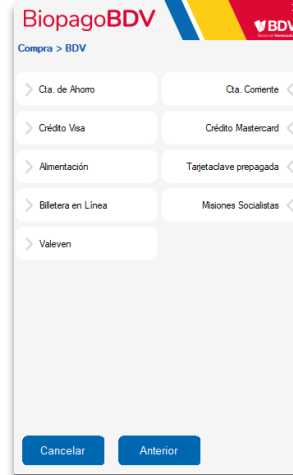 BiopagoBDV
BDV
Banco de Venezuela
Compra > BDV
Cta. de Ahorro
Cta. Corriente
Crédito Visa
Crédito Mastercard
Alimentación
Tarjetaclave prepagada
Billetera en Línea
Misiones Socialistas
Valeven
Cancelar
Anterior